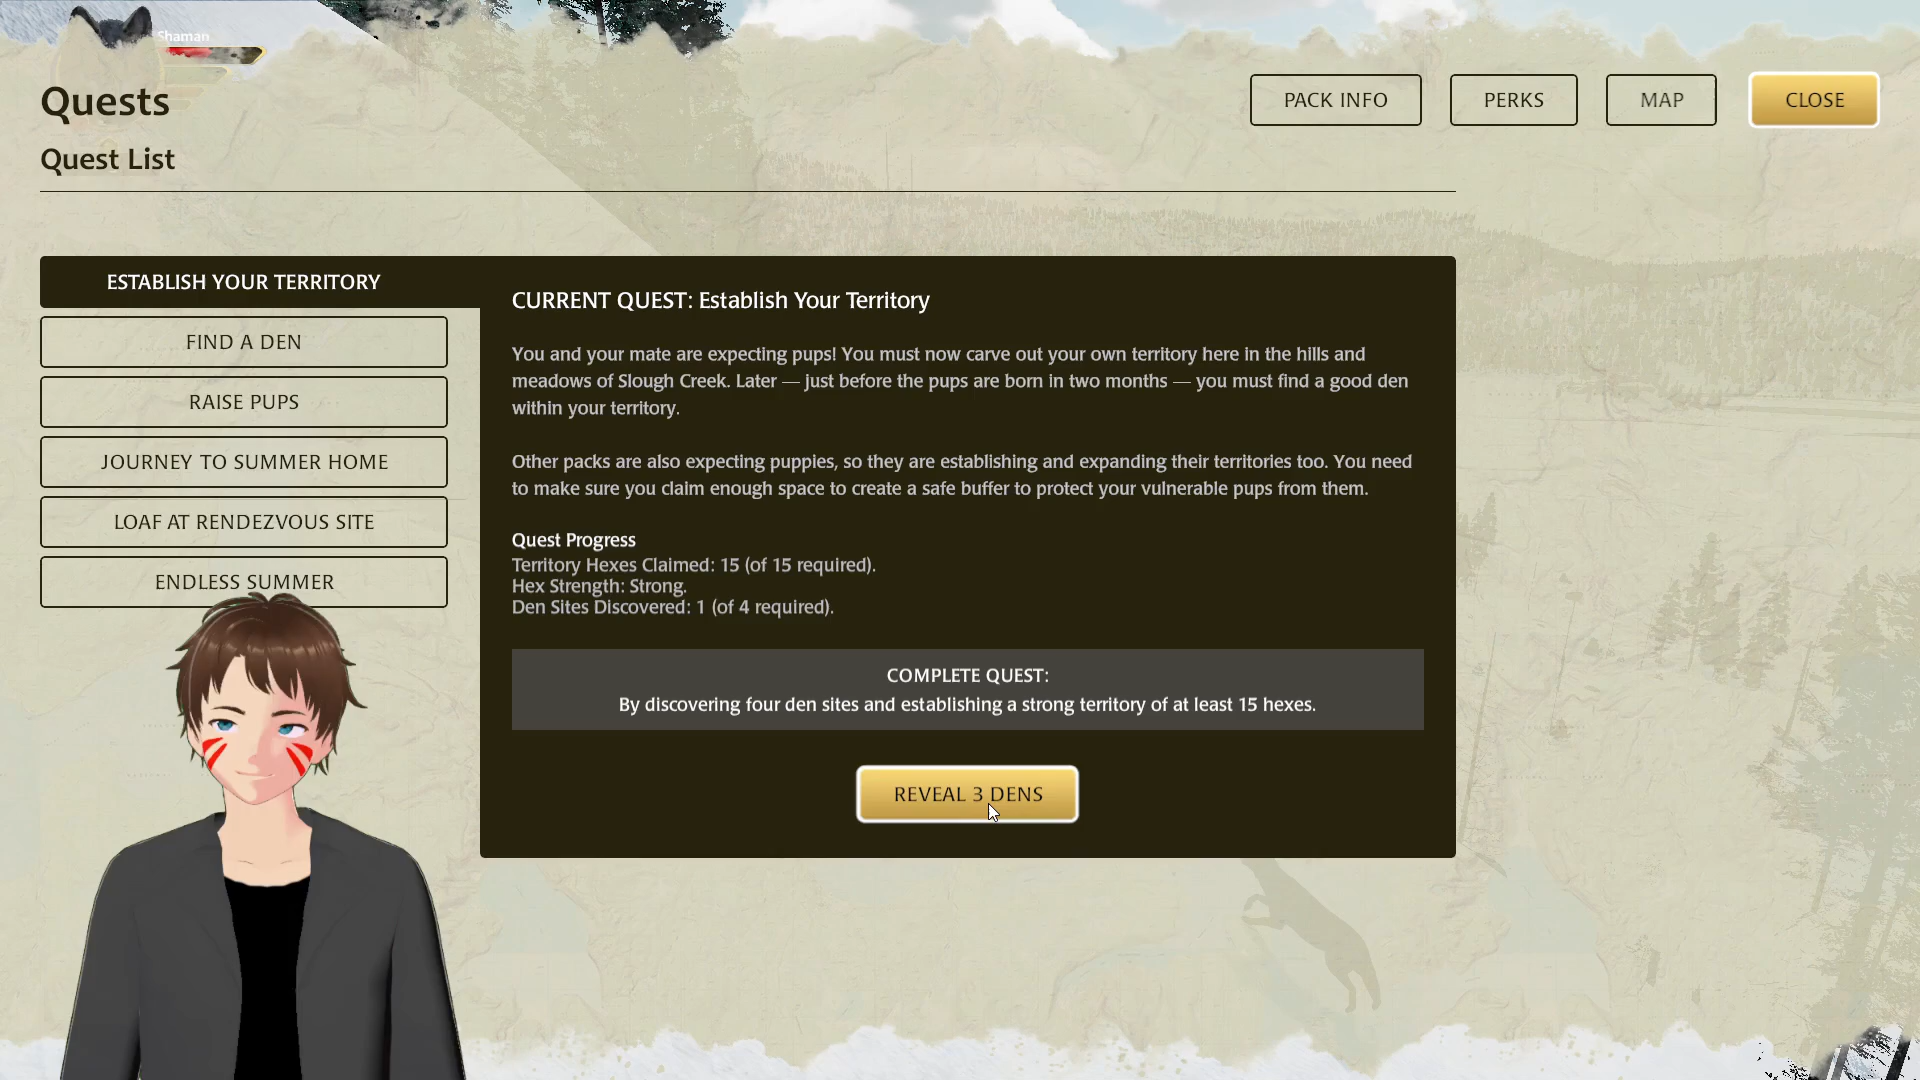 Shaman
Quests
PACK INFO
PERKS
MAP
CLOSE
Quest List
ESTABLISH YOUR TERRITORY
FIND A DEN
RAISE PUPS
JOURNEY TO SUMMER HOME
LOAF AT RENDEZVOUS SITE
ENDLESS SUMMER
CURRENT QUEST: Establish Your Territory
You and your mate are expecting pups! You must now carve out your own territory here in the hills and
meadows of Slough Creek. Later — just before the pups are born in two months — you must find a good den
within your territory.
Other packs are also expecting puppies, so they are establishing and expanding their territories too. You need
to make sure you claim enough space to create a safe buffer to protect your vulnerable pups from them.
Quest Progress
Territory Hexes Claimed: 15 (of 15 required).
Hex Strength: Strong.
Den Sites Discovered: 1 (of 4 required).
COMPLETE QUEST:
By discovering four den sites and establishing a strong territory of at least 15 hexes.
REVEAL 3 DENS